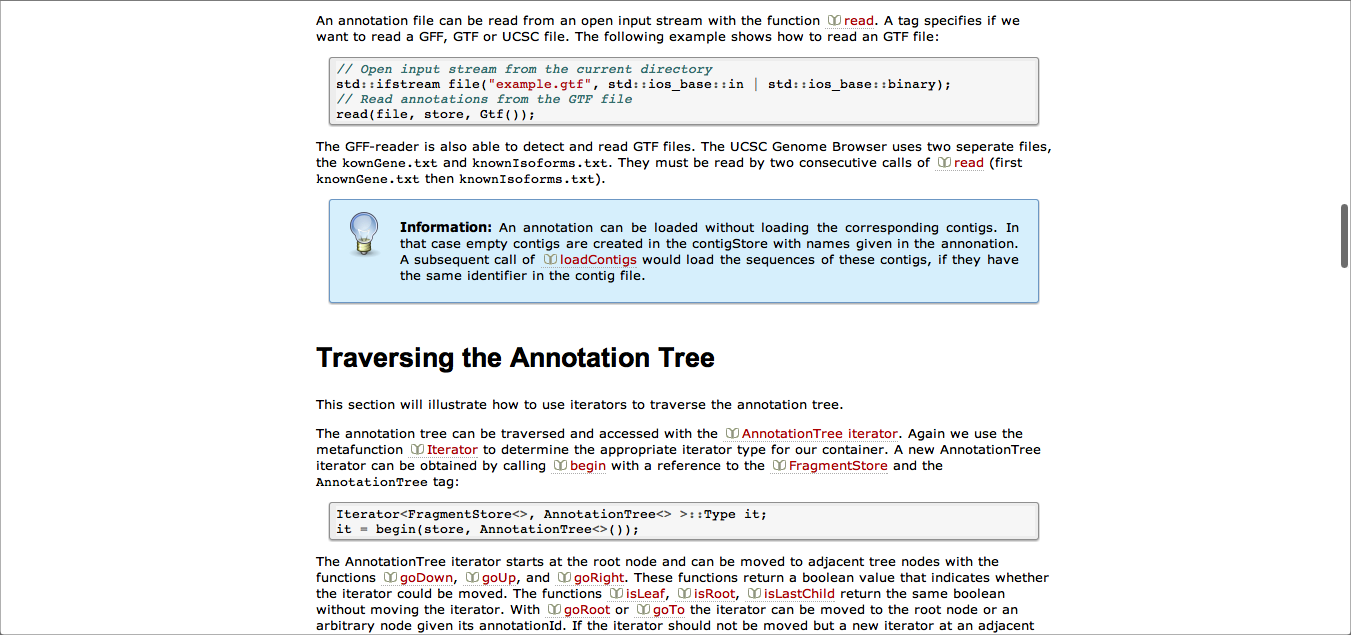 An annotation file can be read from an open input stream with the function read. A tag specifies if we
want to read a GFF, GTF or UCSC file. The following example shows how to read an GTF file:
// Open input stream from the current directory
std::ifstream file("example.gtf", std::ios_base::in | std::ios_base::binary);
// Read annotations from the GTF file
read(file, store, Gtf());
The GFF-reader is also able to detect and read GTF files. The UCSC Genome Browser uses two seperate files,
the kownGene.txt and knownIsoforms.txt. They must be read by two consecutive calls of read (first
knownGene.txt then knownIsoforms.txt).
Information: An annotation can be loaded without loading the corresponding contigs. In
that case empty contigs are created in the contigStore with names given in the annonation.
A subsequent call of loadContigs would load the sequences of these contigs, if they have
the same identifier in the contig file.
Traversing the Annotation Tree
This section will illustrate how to use iterators to traverse the annotation tree.
The annotation tree can be traversed and accessed with the AnnotationTree iterator. Again we use the
metafunction Iterator to determine the appropriate iterator type for our container. A new AnnotationTree
iterator can be obtained by calling begin with a reference to the FragmentStore and the
AnnotationTree tag:
Iterator<FragmentStore<>, AnnotationTree<> >::Type it;
it = begin(store, AnnotationTree<>());
The AnnotationTree iterator starts at the root node and can be moved to adjacent tree nodes with the
functions goDown, goUp, and goRight. These functions return a boolean value that indicates whether
the iterator could be moved. The functions isLeaf, isRoot, isLastChild return the same boolean
without moving the iterator. With goRoot or goTo the iterator can be moved to the root node or an
arbitrary node given its annotationId. If the iterator should not be moved but a new iterator at an adjacent